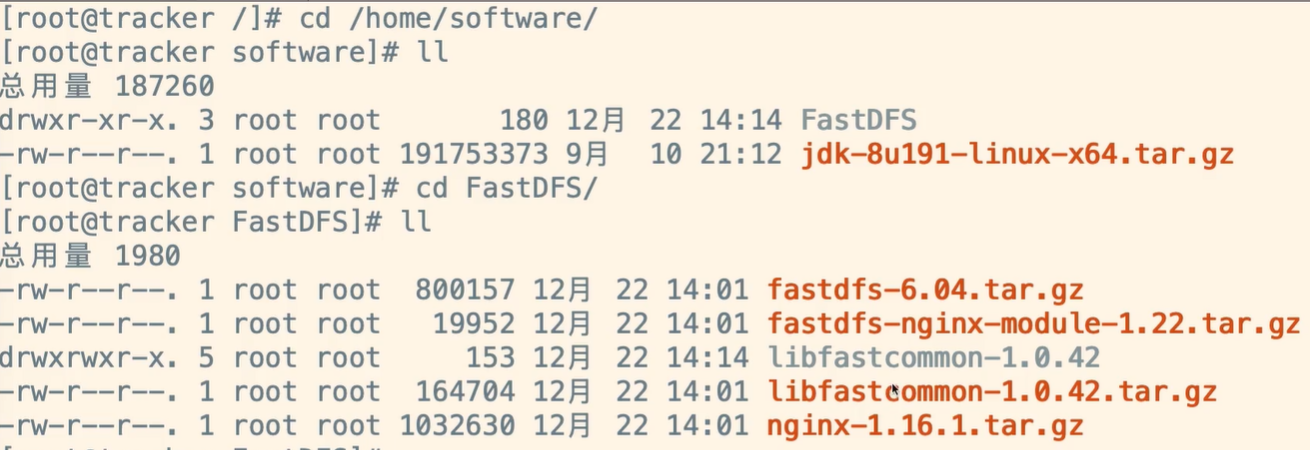 [root@tracker /]# cd /home/software/
[root@tracker software]# ll
总用量 187260
drwxr-xr-x. 3 root root       180 12月  22 14:14 FastDFS
-rw-r--r--. 1 root root 191753373 9月   10 21:12 jdk-8u191-linux-x64.tar.gz
[root@tracker software]# cd FastDFS/
[root@tracker FastDFS]# ll
总用量 1980
-rw-r--r--. 1 root root  800157 12月  22 14:01 fastdfs-6.04.tar.gz
-rw-r--r--. 1 root root   19952 12月  22 14:01 fastdfs-nginx-module-1.22.tar.gz
drwxrwxr-x. 5 root root     153 12月  22 14:14 libfastcommon-1.0.42
-rw-r--r--. 1 root root  164704 12月  22 14:01 libfastcommon-1.0.42.tar.gz
-rw-r--r--. 1 root root 1032630 12月  22 14:01 nginx-1.16.1.tar.gz